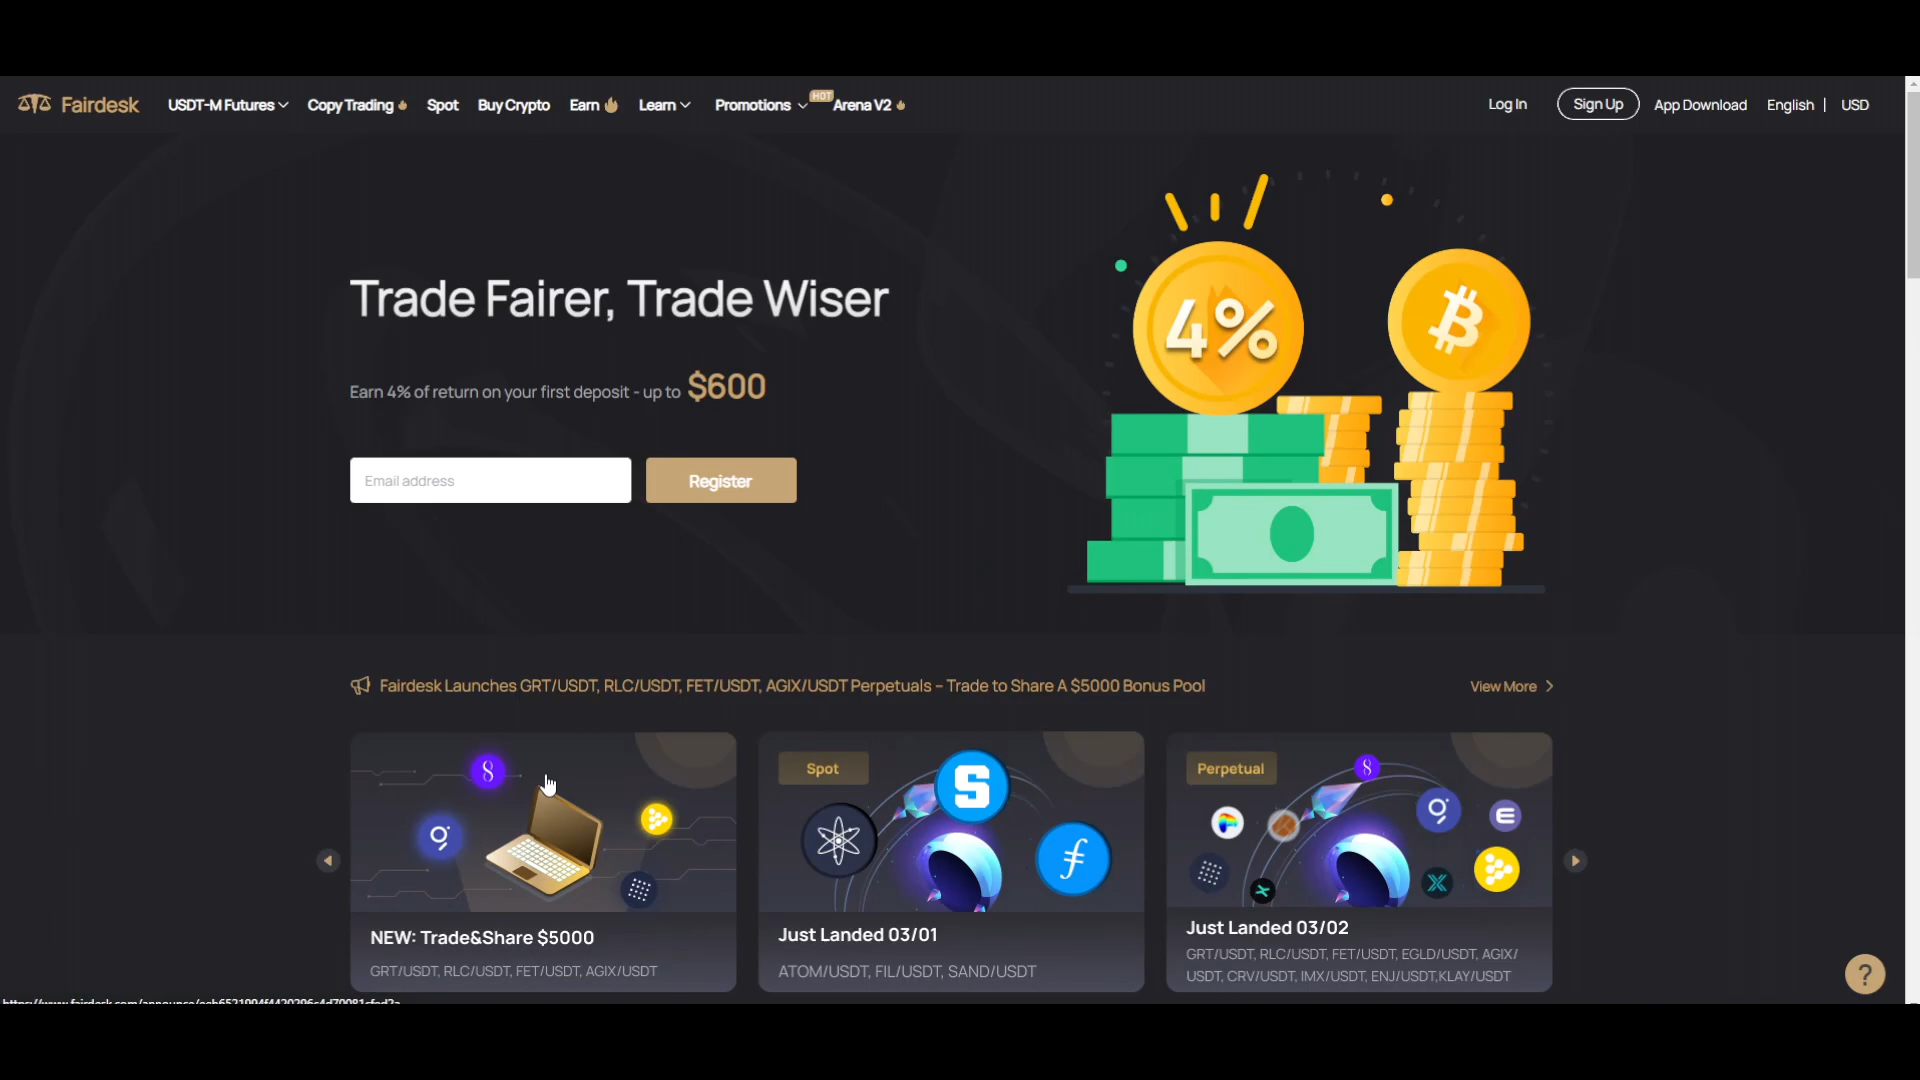 Fairdesk
USDT-M Futures
Copy Trading
Spot
Buy Crypto
Earn
Learn
Promotions
HOT
Arena V2
Log In
Sign Up
App Download
English | USD
Trade Fairer, Trade Wiser
Earn 4% of return on your first deposit - up to $600
Email address
Register
4%
Fairdesk Launches GRT/USDT, RLC/USDT, FET/USDT, AGIX/USDT Perpetuals – Trade to Share A $5000 Bonus Pool
View More
NEW: Trade&Share $5000
GRT/USDT, RLC/USDT, FET/USDT, AGIX/USDT
Spot
Just Landed 03/01
ATOM/USDT, FIL/USDT, SAND/USDT
Perpetual
Just Landed 03/02
GRT/USDT, RLC/USDT, FET/USDT, EGLD/USDT, AGIX/
USDT, CRV/USDT, IMX/USDT, ENJ/USDT,KLAY/USDT
?